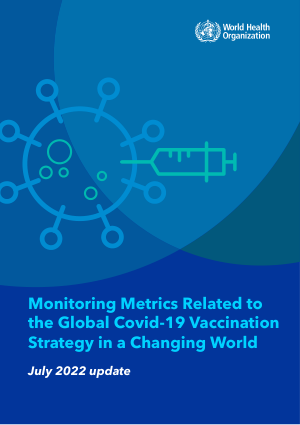 World Health
Organization
Monitoring Metrics Related to
the Global Covid-19 Vaccination
Strategy in a Changing World
July 2022 update